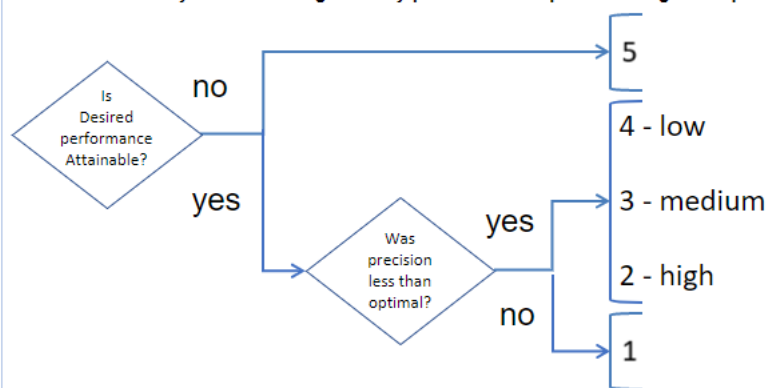 no
5
Is
Desired
performance
Attainable?
4 - low
yes
3 - medium
yes
Was
precision
less than
optimal?
2 - high
no
1